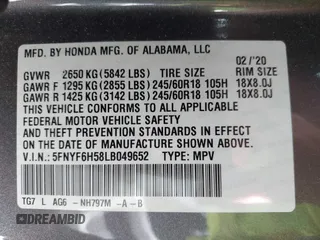 MFD. BY HONDA MFG. OF ALABAMA, LLC
02/'20
GVWR 2650 KG (5842 LBS) TIRE SIZE RIM SIZE
GAWR F 1295 KG (2855 LBS) 245/60R18 105H 18X8.0J
GAWR R 1425 KG (3142 LBS) 245/60R18 105H 18X8.0J
THIS VEHICLE CONFORMS TO ALL APPLICABLE
FEDERAL MOTOR VEHICLE SAFETY
AND THEFT PREVENTION STANDARDS IN EFFECT
ON THE DATE OF MANUFACTURE SHOWN ABOVE.
V.I.N.: 5FNYF6H58LB049652 TYPE: MPV
TG7 L AG6 -NH797M -A-B
DREAMBID